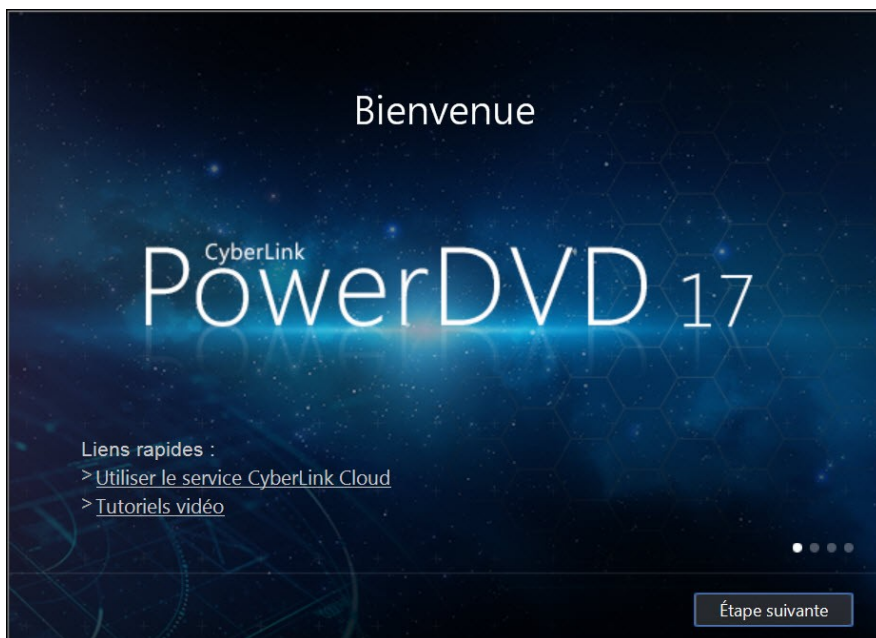 Bienvenue
CyberLink
PowerDVD 17
Liens rapides :
> Utiliser le service CyberLink Cloud
> Tutoriels vidéo
Étape suivante